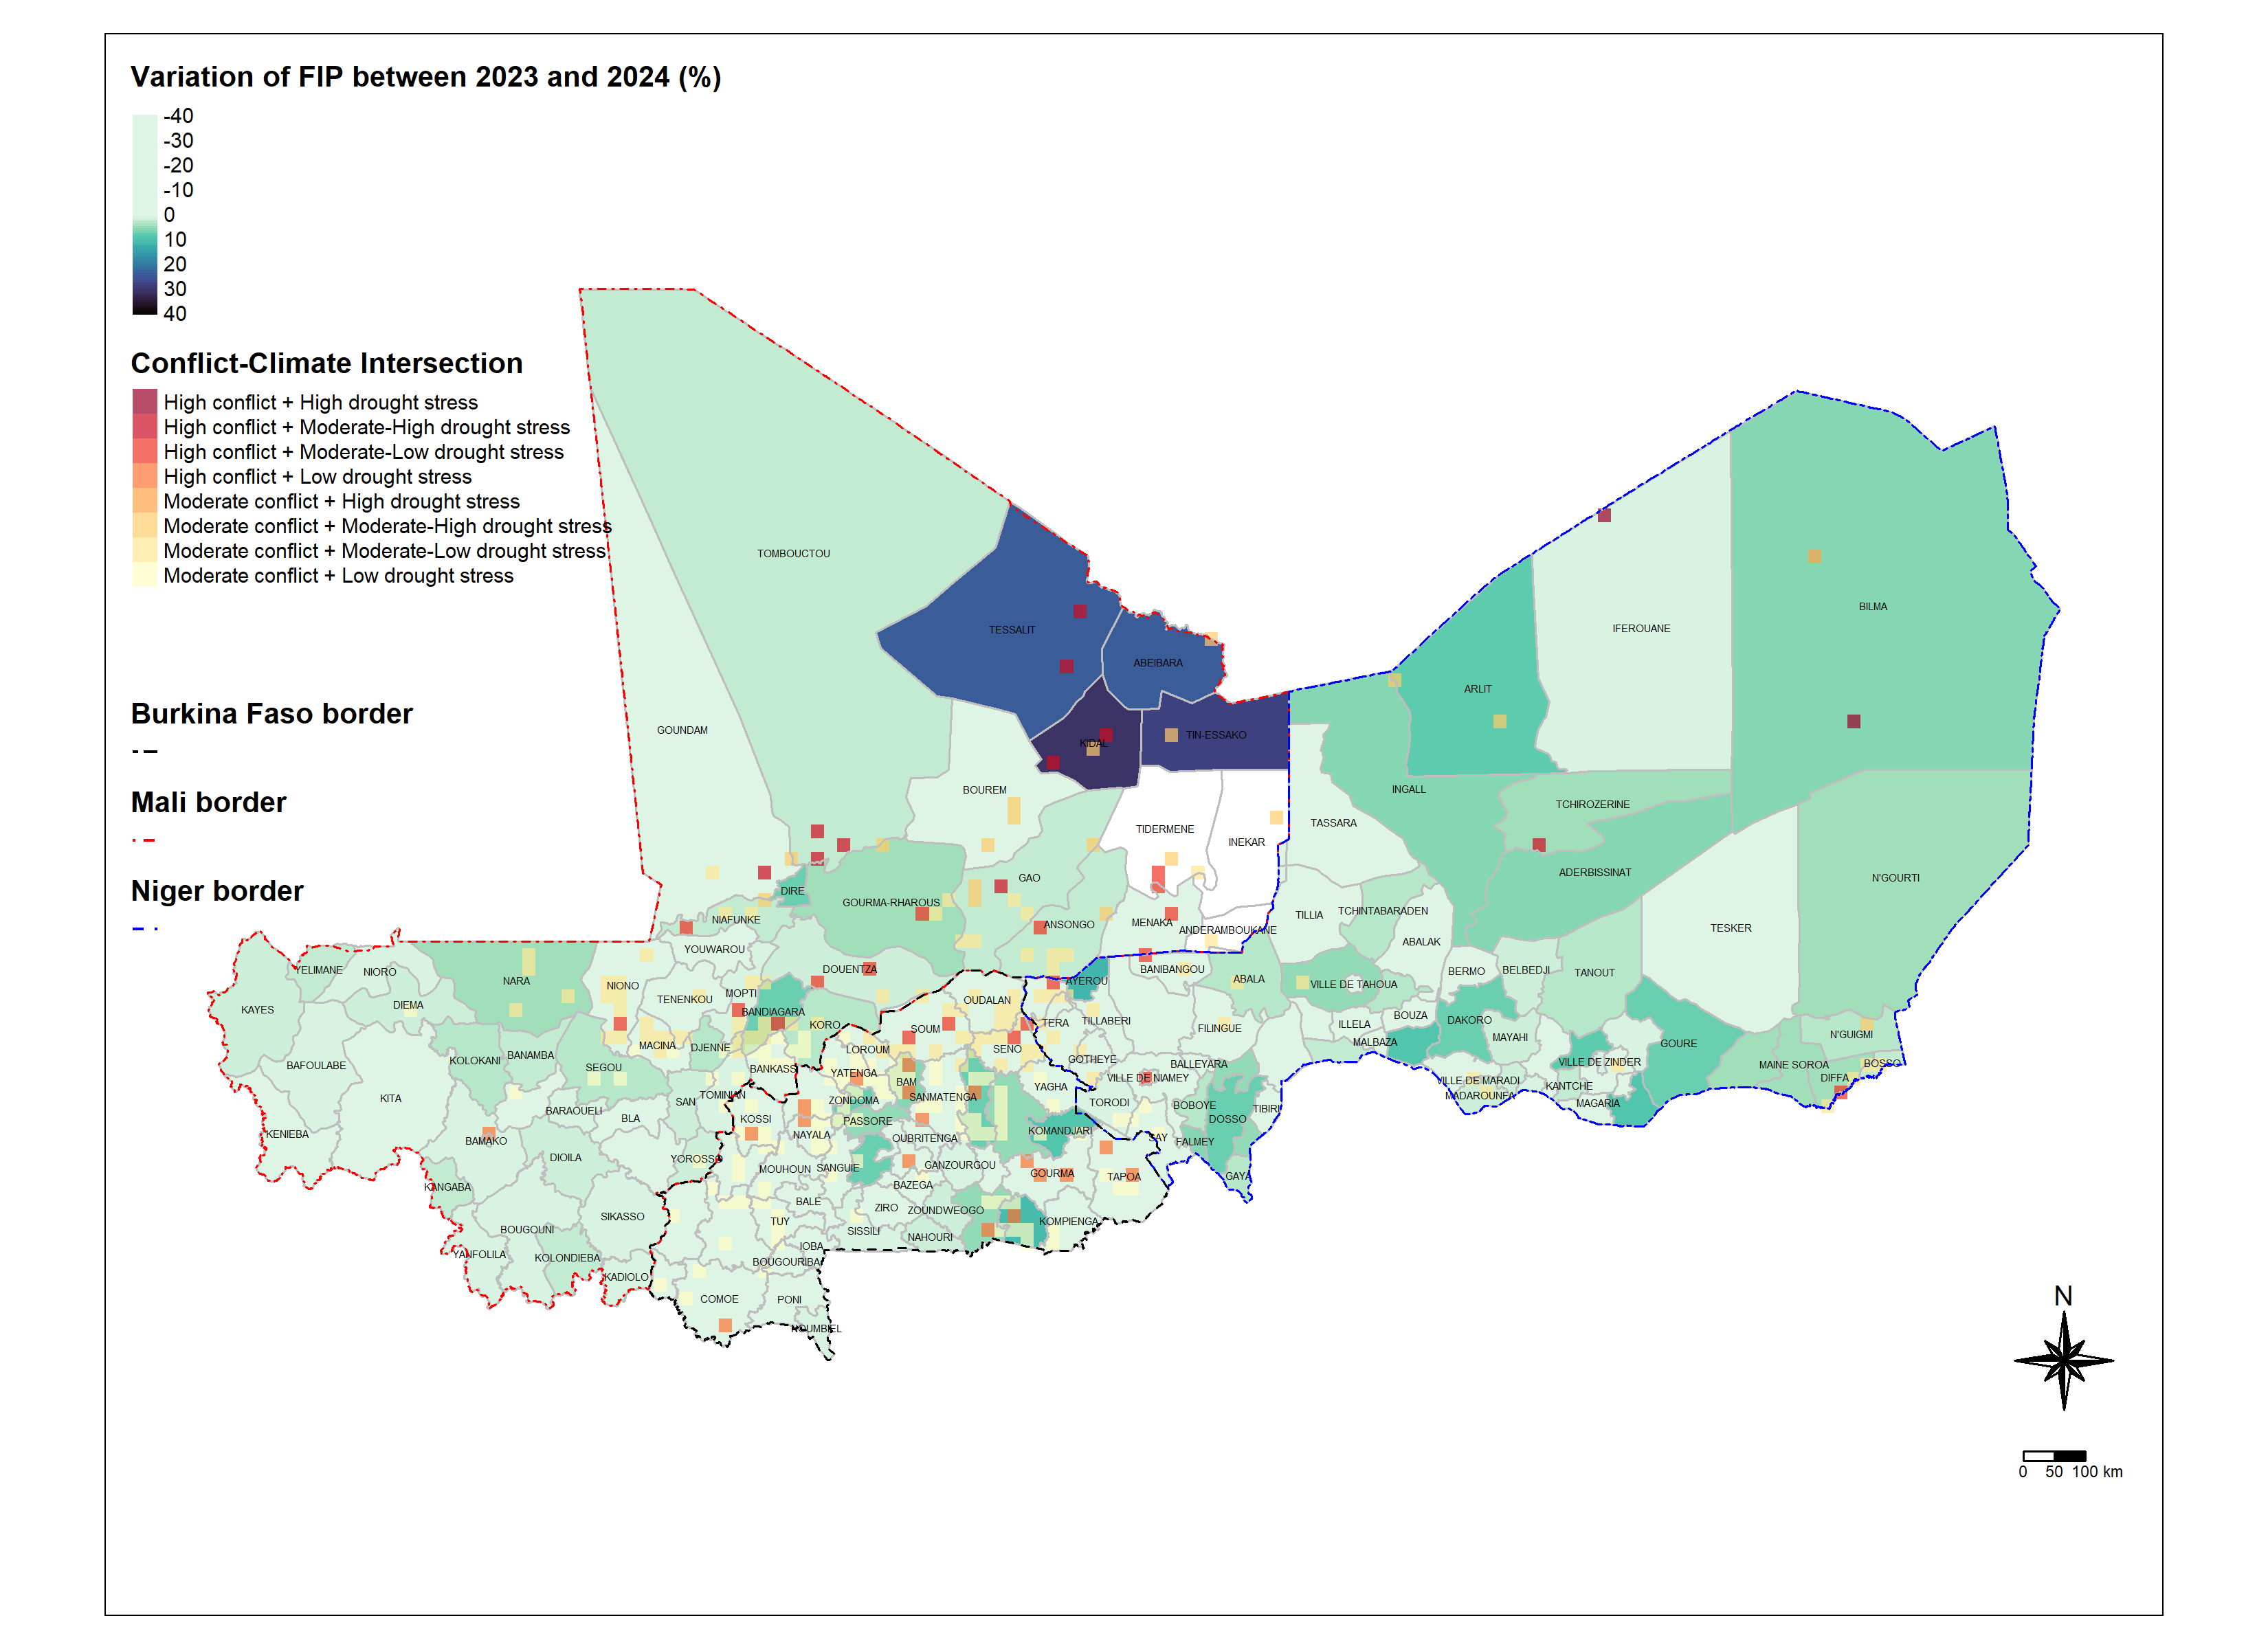 Variation of FIP between 2023 and 2024 (%)
-40
-30
-20
-10
0
10
20
30
40
Conflict-Climate Intersection
High conflict + High drought stress
High conflict + Moderate-High drought stress
High conflict + Moderate-Low drought stress
High conflict + Low drought stress
Moderate conflict + High drought stress
Moderate conflict + Moderate-High drought stress
Moderate conflict + Moderate-Low drought stress
Moderate conflict + Low drought stress
Burkina Faso border
Mali border
Niger border
TOMBOUCTOU
BILMA
TESSALIT
IFEROUANE
ABEIBARA
ARLIT
GOUNDAM
KIDAL
TIN-ESSAKO
BOUREM
INGALL
TCHIROZERINE
TIDERMENE
TASSARA
INEKAR
ADERBISSINAT
GAO
N'GOURTI
DIRE
GOURMA-RHAROUS
TCHINTABARADEN
TILLIA
NIAFUNKE
MENAKA
ANSONGO
ANDERAMBOUKANE
TESKER
ABALAK
YOUWAROU
YELIMANE
NIORO
DOUENTZA
BANIBANGOU
BERMO
BELBEDJI
TANOUT
NARA
AYEROU
ABALA
VILLE DE TAHOUA
NIONO
MOPTI
TENENKOU
OUDALAN
DIEMA
KAYES
BANDIAGARA
BOUZA
KORO
TERA
TILLABERI
DAKORO
ILLELA
SOUM
FILINGUE
N'GUIGMI
MAYAHI
MALBAZA
GOURE
MACINA
DJENNE
LOROUM
SENO
BANAMBA
KOLOKANI
GOTHEYE
VILLE DE ZINDER
BOSSO
BAFOULABE
SEGOU
BANKASS
YATENGA
BALLEYARA
MAINE SOROA
BAM
VILLE DE NIAMEY
VILLE DE MARADI
DIFFA
YAGHA
KANTCHE
TOMINIAN
SANMATENGA
MADAROUNFA
KITA
SAN
ZONDOMA
TORODI
BOBOYE
MAGARIA
BARAOUELI
BLA
KOSSI
PASSORE
DOSSO
TIBIRI
KENIEBA
NAYALA
KOMANDJARI
BAMAKO
OUBRITENGA
SAY
FALMEY
DIOILA
YOROSSO
MOUHOUN
SANGUIE
GANZOURGOU
GOURMA
TAPOA
GAYA
KANGABA
BAZEGA
BALE
ZIRO
ZOUNDWEOGO
SIKASSO
TUY
KOMPIENGA
BOUGOUNI
SISSILI
NAHOURI
YANFOLILA
KOLONDIEBA
IOBA
BOUGOURIBA
KADIOLO
COMOE
PONI
NOUMBIEL
N
0 50 100 km